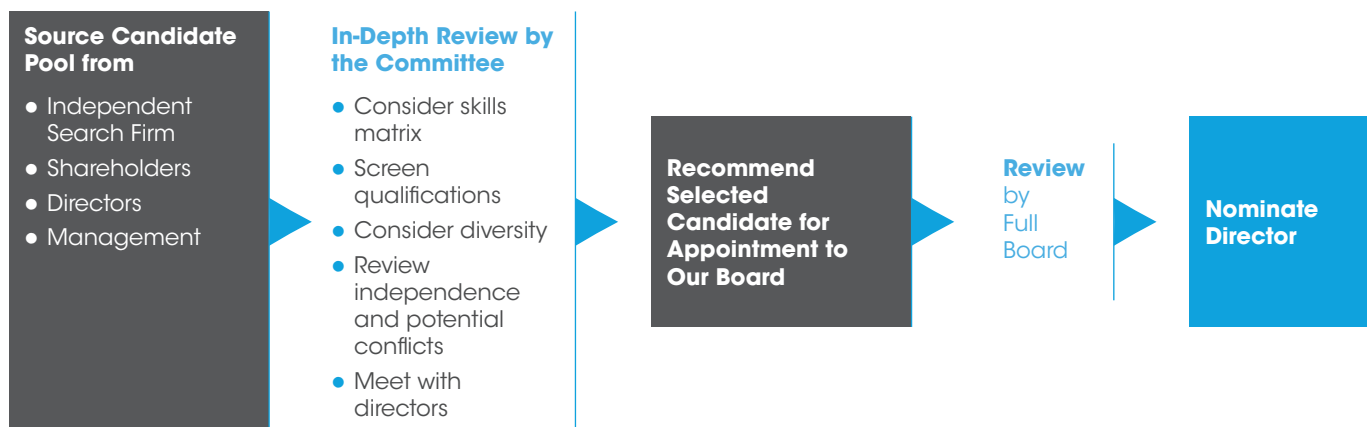 Source Candidate
Pool from
● Independent
Search Firm
● Shareholders
● Directors
● Management
In-Depth Review by
the Committee
● Consider skills
matrix
● Screen
qualifications
● Consider diversity
● Review
independence
and potential
conflicts
● Meet with
directors
Recommend
Selected
Candidate for
Appointment to
Our Board
Review
by
Full
Board
Nominate
Director